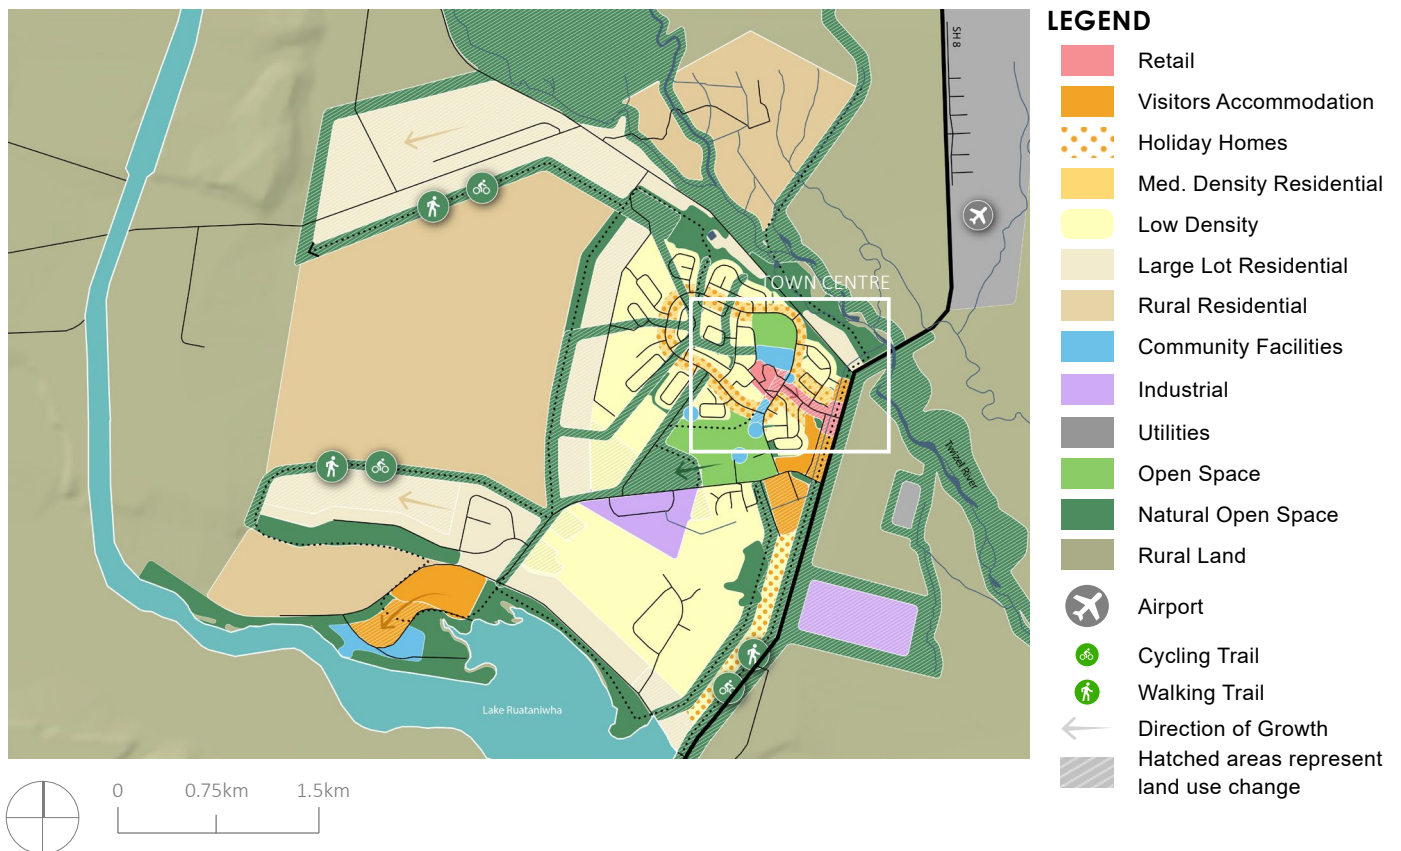 SH 8
TOWN CENTRE
Twizel River
Lake Ruataniwha
0 0.75km 1.5km
LEGEND
Retail
Visitors Accommodation
Holiday Homes
Med. Density Residential
Low Density
Large Lot Residential
Rural Residential
Community Facilities
Industrial
Utilities
Open Space
Natural Open Space
Rural Land
Airport
Cycling Trail
Walking Trail
Direction of Growth
Hatched areas represent
land use change